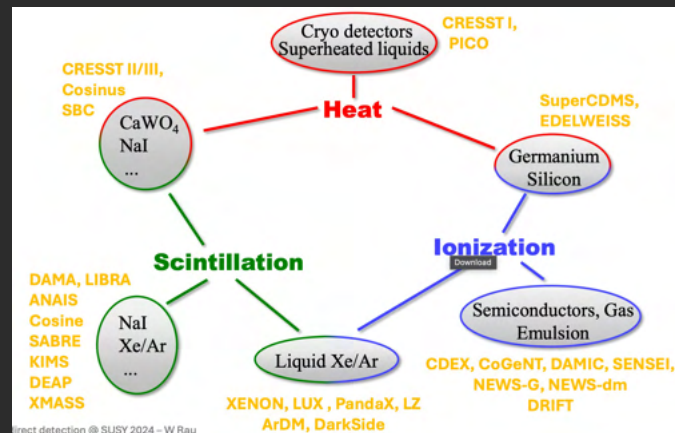 Cryo detectors
Superheated liquids
CRESST I,
PICO
CRESST II/III,
Cosinus
SBC
Heat
SuperCDMS,
EDELWEISS
CaWO₄
NaI
...
Germanium
Silicon
Scintillation
Ionization
Download
DAMA, LIBRA
ANAIS
Cosine
SABRE
KIMS
DEAP
XMASS
NaI
Xe/Ar
...
Liquid Xe/Ar
Semiconductors, Gas
Emulsion
XENON, LUX , PandaX, LZ
ArDM, DarkSide
CDEX, CoGeNT, DAMIC, SENSEI,
NEWS-G, NEWS-dm
DRIFT
direct detection @ SUSY 2024 – W Rau